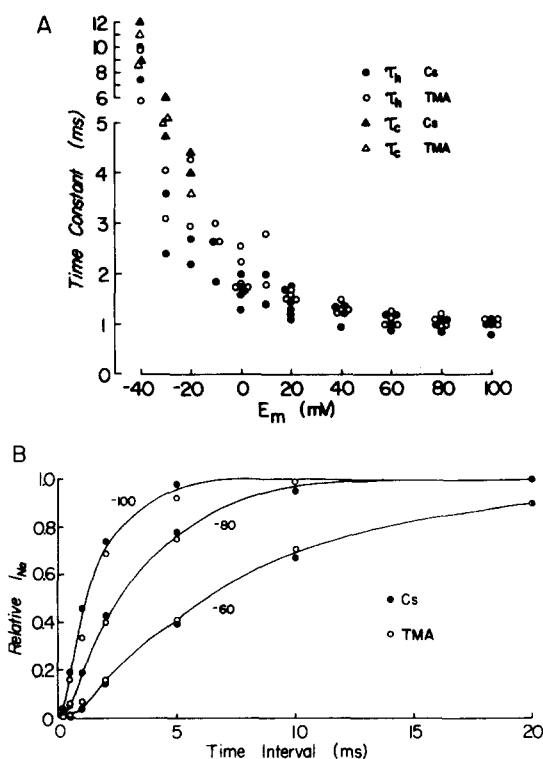 A
12
11
10
9
8
7
6
5
4
3
2
1
0
Time Constant (ms)
● τh Cs
○ τh TMA
▲ τc Cs
△ τc TMA
-40 -20 0 20 40 60 80 100
Em (mV)
B
1.0
0.8
0.6
0.4
0.2
0
Relative INa
-100
-80
-60
● Cs
○ TMA
0 5 10 15 20
Time Interval (ms)